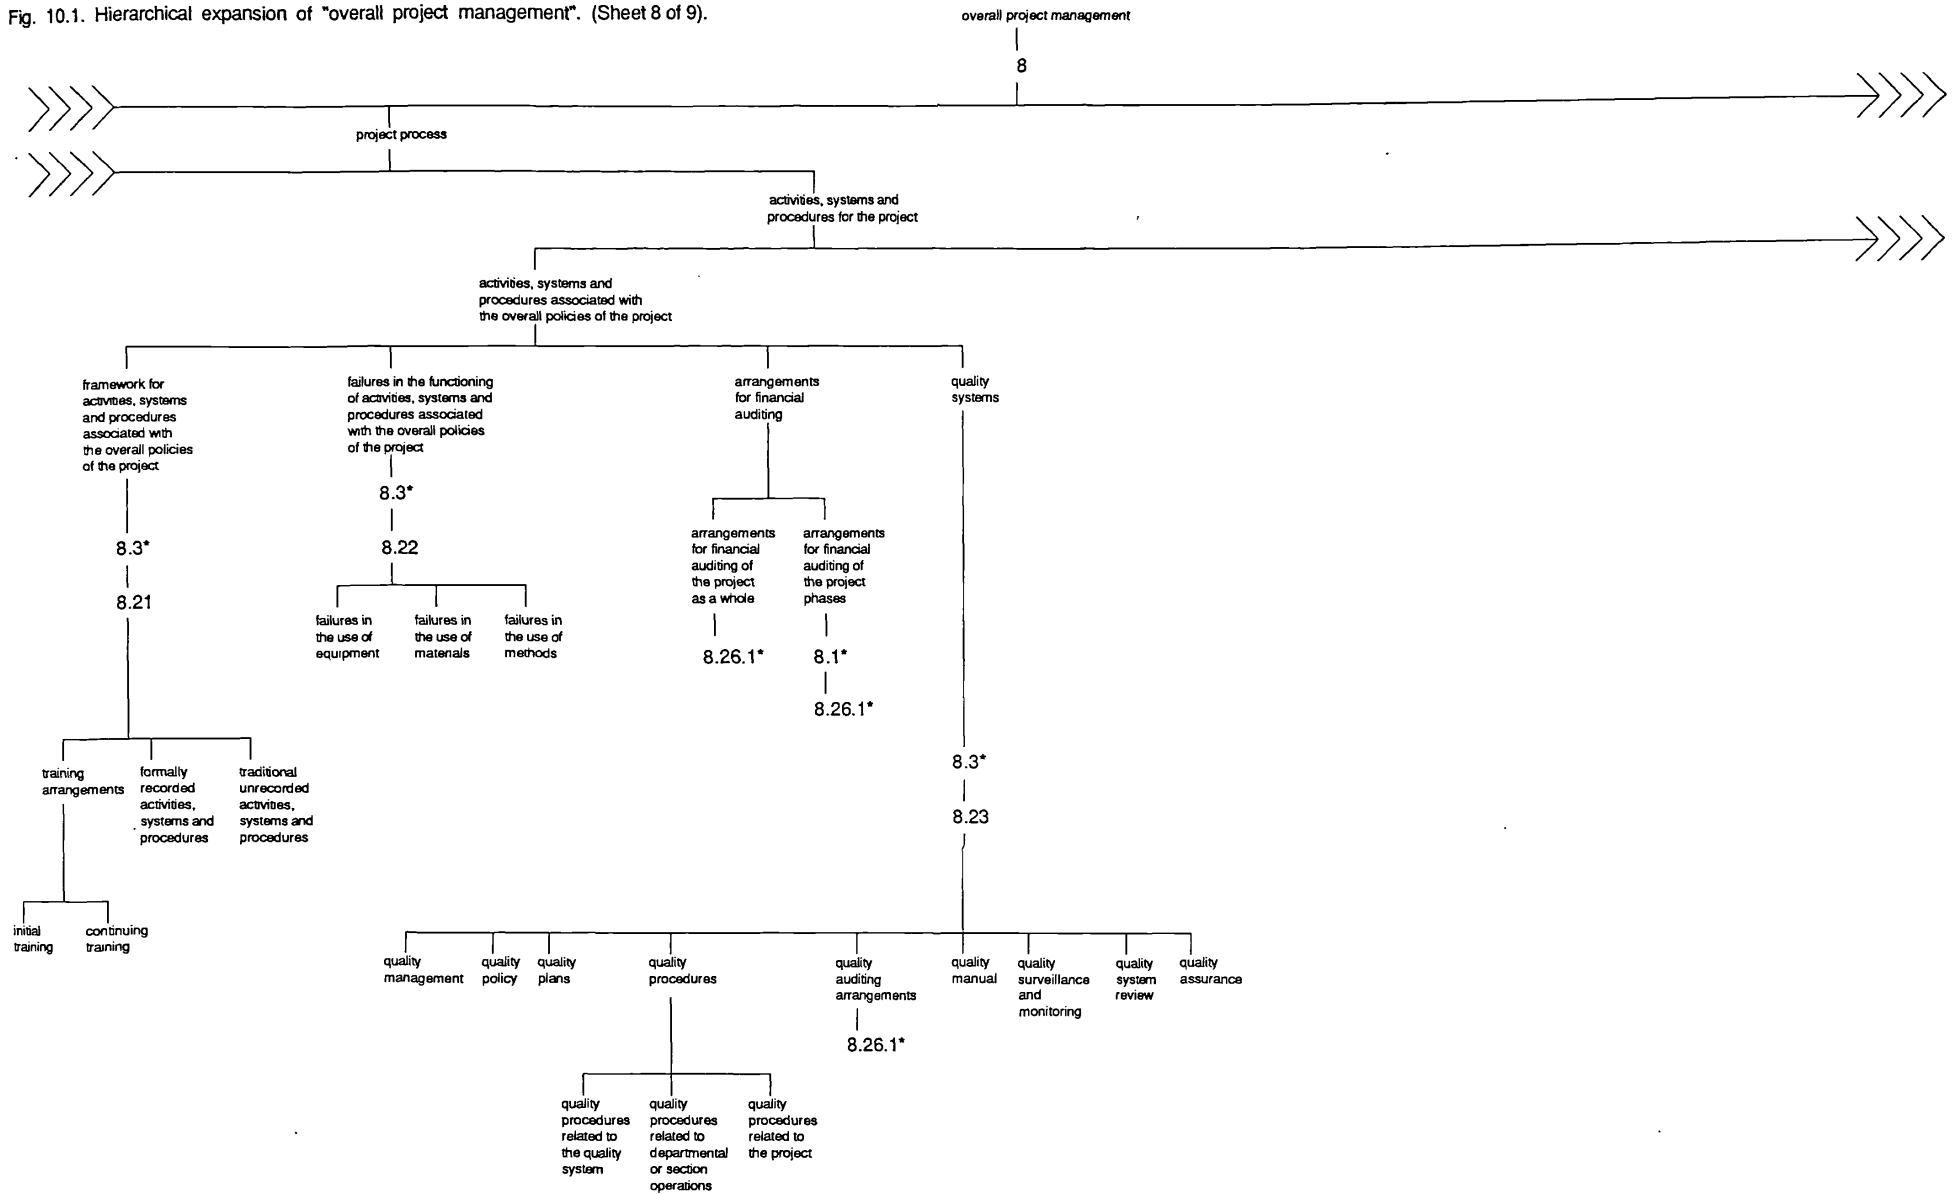 Fig. 10.1. Hierarchical expansion of "overall project management". (Sheet 8 of 9).
overall project management
8
project process
activities, systems and
procedures for the project
activities, systems and
procedures associated with
the overall policies of the project
framework for
activities, systems
and procedures
associated with
the overall policies
of the project
8.3*
8.21
failures in the functioning
of activities, systems and
procedures associated
with the overall policies
of the project
8.3*
8.22
failures in
the use of
equipment
failures in
the use of
materials
failures in
the use of
methods
arrangements
for financial
auditing
arrangements
for financial
auditing of
the project
as a whole
8.26.1*
arrangements
for financial
auditing of
the project
phases
8.1*
8.26.1*
quality
systems
8.3*
8.23
training
arrangements
formally
recorded
activities,
systems and
procedures
traditional
unrecorded
activities,
systems and
procedures
initial
training
continuing
training
quality
management
quality
policy
quality
plans
quality
procedures
quality
auditing
arrangements
8.26.1*
quality
manual
quality
surveillance
and
monitoring
quality
system
review
quality
assurance
quality
procedures
related to
the quality
system
quality
procedures
related to
departmental
or section
operations
quality
procedures
related to
the project